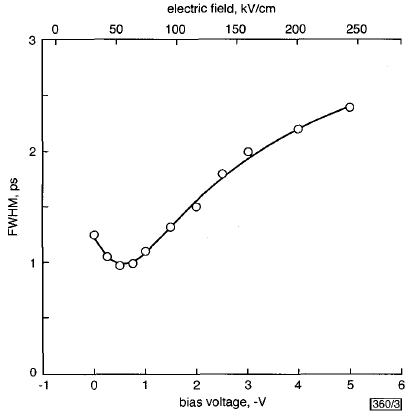 electric field, kV/cm
0 50 100 150 200 250
3
2
1
0
FWHM, ps
-1 0 1 2 3 4 5 6
bias voltage, -V
360/3